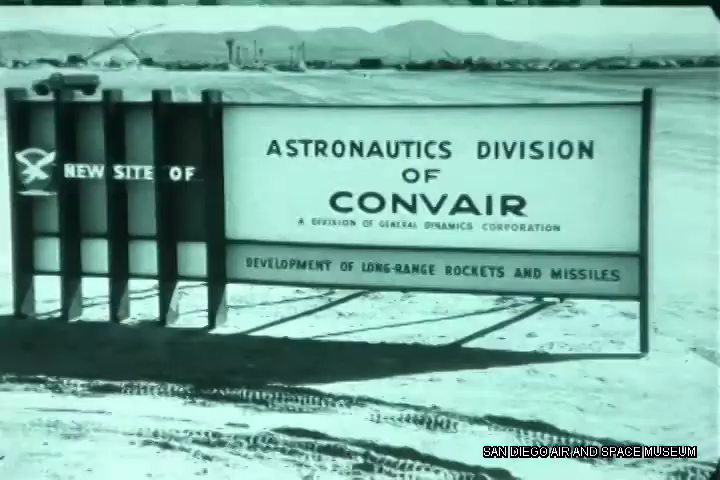 NEW SITE OF
ASTRONAUTICS DIVISION
OF
CONVAIR
A DIVISION OF GENERAL DYNAMICS CORPORATION
DEVELOPMENT OF LONG-RANGE ROCKETS AND MISSILES
SAN DIEGO AIR AND SPACE MUSEUM